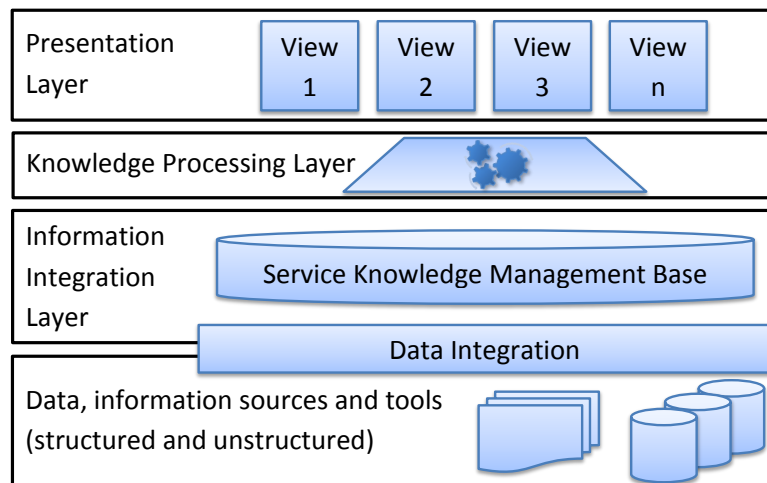 Presentation
Layer
View
1
View
2
View
3
View
n
Knowledge Processing Layer
Information
Integration
Layer
Service Knowledge Management Base
Data Integration
Data, information sources and tools
(structured and unstructured)